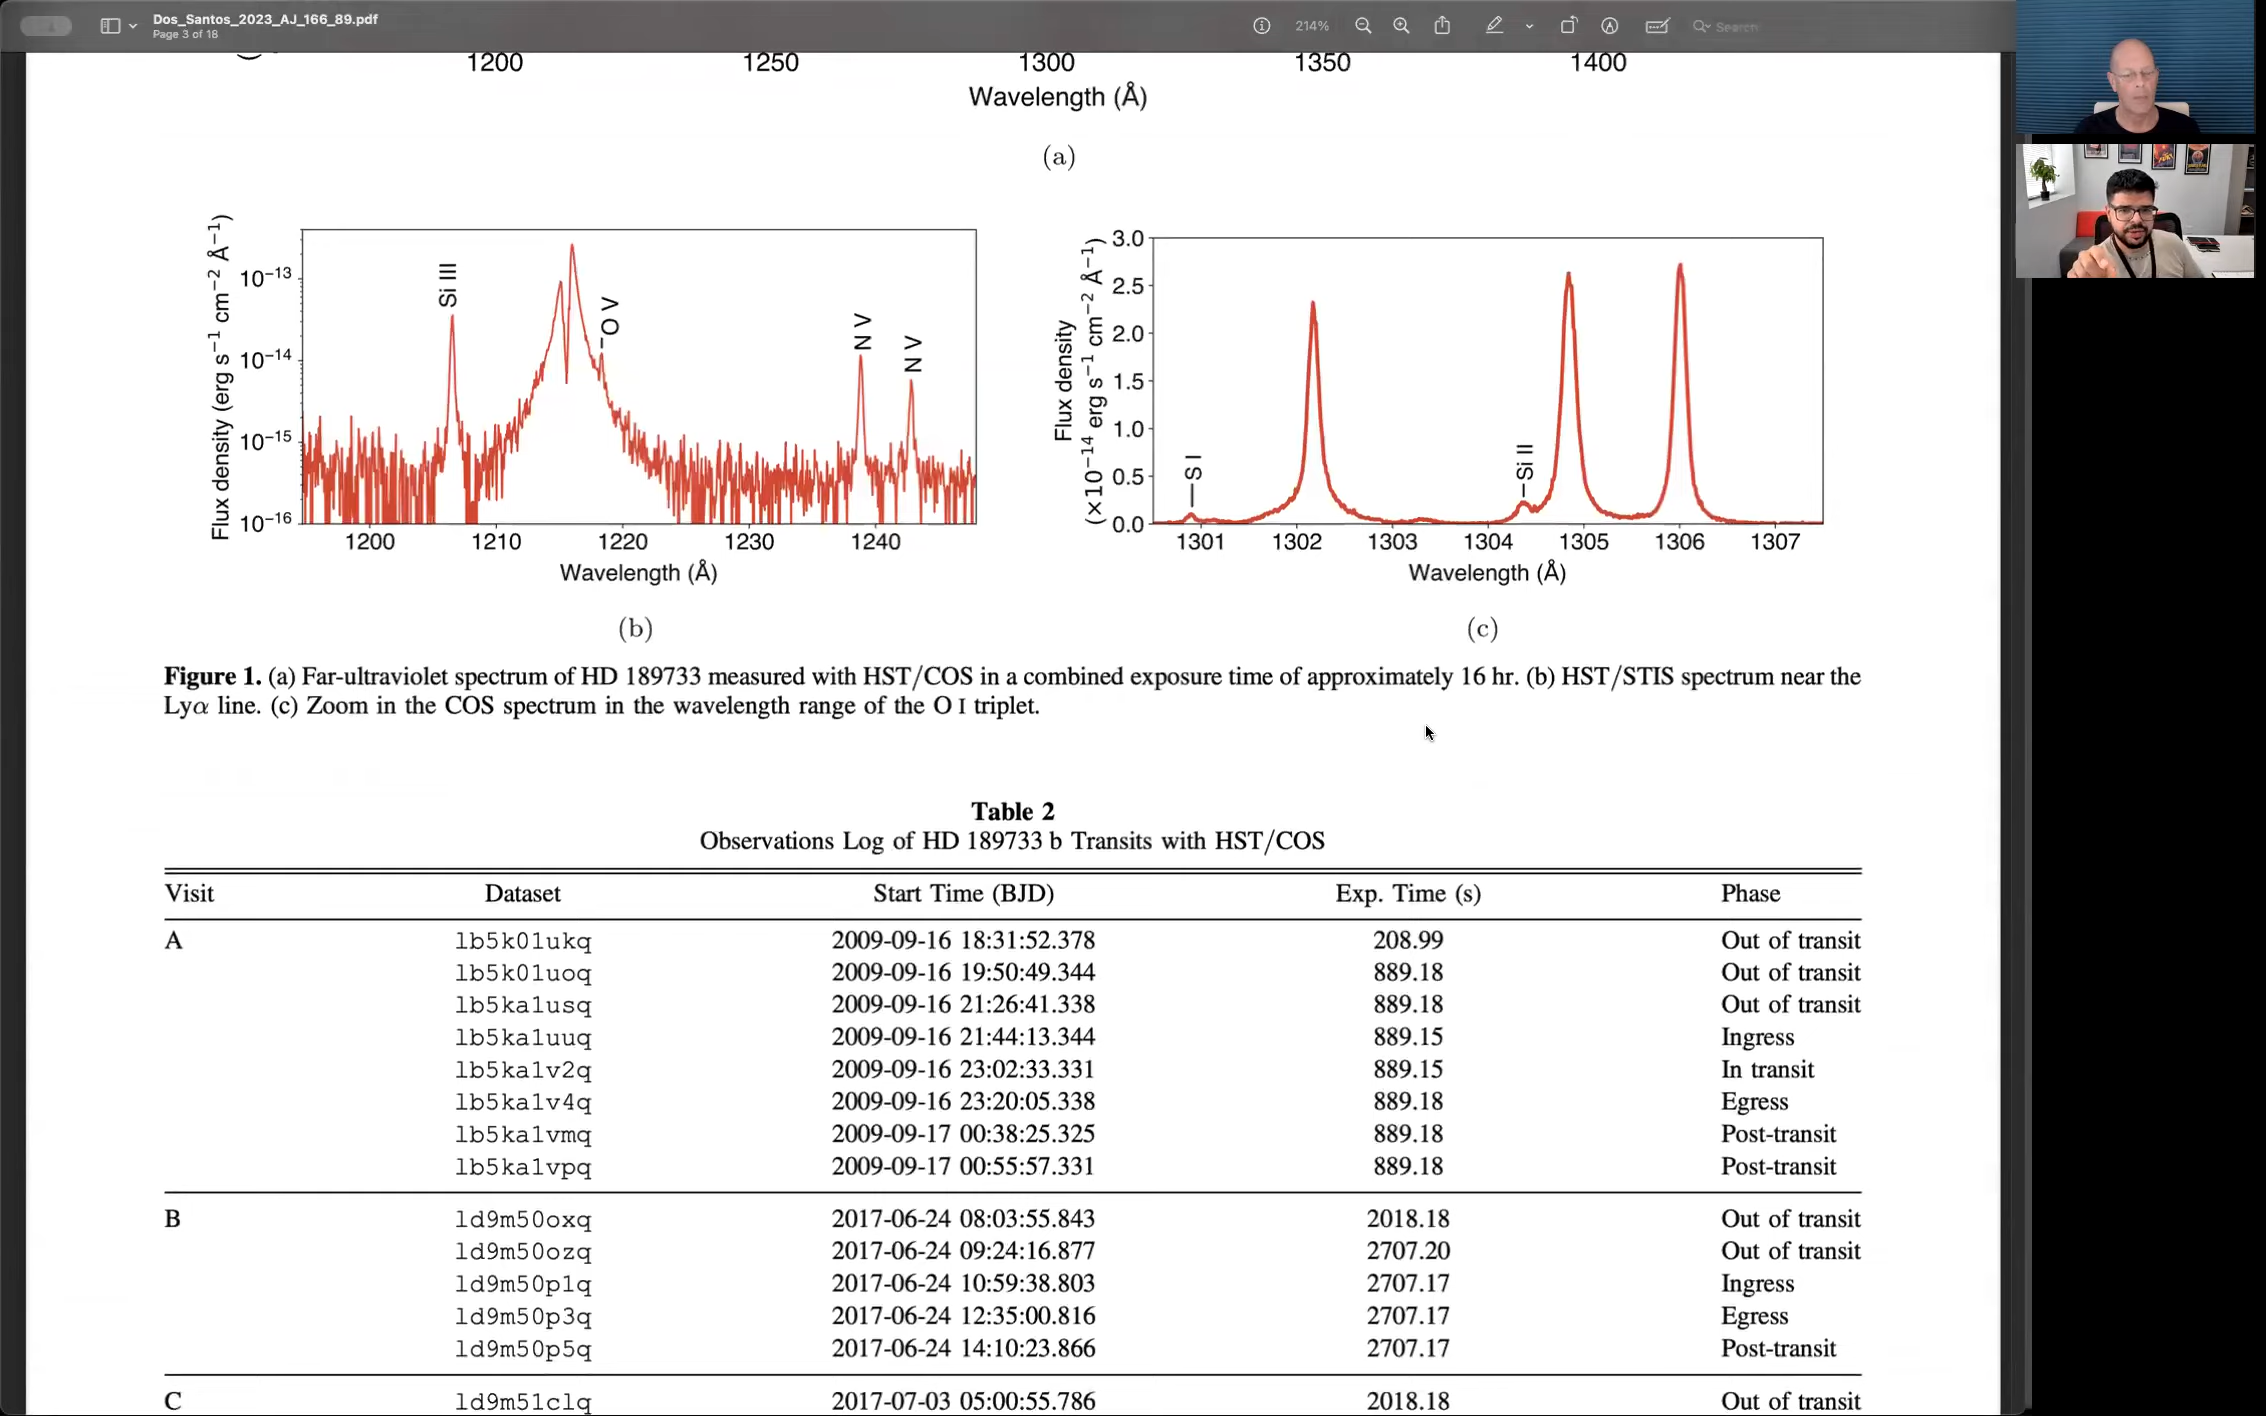 Dos_Santos_2023_AJ_166_89.pdf
Page 3 of 18
214%
Search
1200 1250 1300 1350 1400
Wavelength (Å)
(a)
Flux density (erg s−1 cm−2 Å−1)
10−13
10−14
10−15
10−16
Si III
O V
N V
N V
1200 1210 1220 1230 1240
Wavelength (Å)
(b)
Flux density
(×10−14 erg s−1 cm−2 Å−1)
3.0
2.5
2.0
1.5
1.0
0.5
0.0
S I
Si II
1301 1302 1303 1304 1305 1306 1307
Wavelength (Å)
(c)
Figure 1. (a) Far-ultraviolet spectrum of HD 189733 measured with HST/COS in a combined exposure time of approximately 16 hr. (b) HST/STIS spectrum near the
Lyα line. (c) Zoom in the COS spectrum in the wavelength range of the O I triplet.
Table 2
Observations Log of HD 189733 b Transits with HST/COS
Visit Dataset Start Time (BJD) Exp. Time (s) Phase
A lb5k01ukq 2009-09-16 18:31:52.378 208.99 Out of transit
lb5k01uoq 2009-09-16 19:50:49.344 889.18 Out of transit
lb5ka1usq 2009-09-16 21:26:41.338 889.18 Out of transit
lb5ka1uuq 2009-09-16 21:44:13.344 889.15 Ingress
lb5ka1v2q 2009-09-16 23:02:33.331 889.15 In transit
lb5ka1v4q 2009-09-16 23:20:05.338 889.18 Egress
lb5ka1vmq 2009-09-17 00:38:25.325 889.18 Post-transit
lb5ka1vpq 2009-09-17 00:55:57.331 889.18 Post-transit
B ld9m50oxq 2017-06-24 08:03:55.843 2018.18 Out of transit
ld9m50ozq 2017-06-24 09:24:16.877 2707.20 Out of transit
ld9m50p1q 2017-06-24 10:59:38.803 2707.17 Ingress
ld9m50p3q 2017-06-24 12:35:00.816 2707.17 Egress
ld9m50p5q 2017-06-24 14:10:23.866 2707.17 Post-transit
C ld9m51clq 2017-07-03 05:00:55.786 2018.18 Out of transit